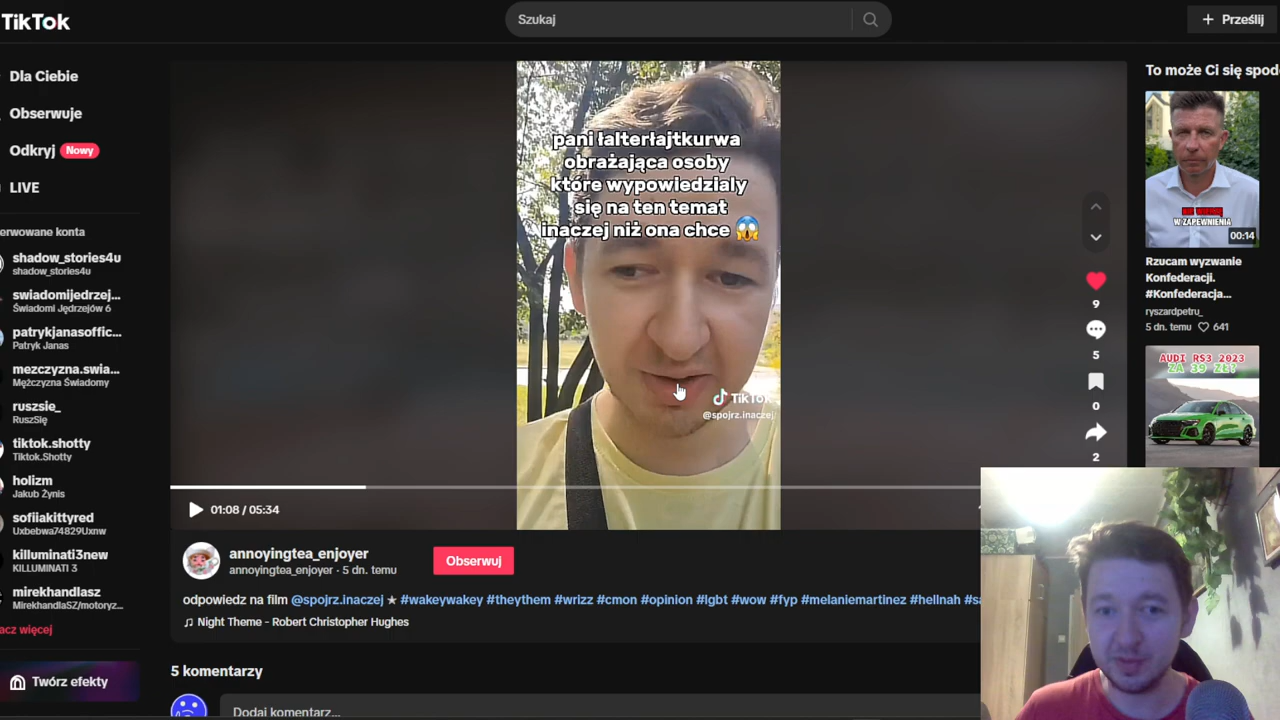 TikTok
Szukaj
Prześlij
Dla Ciebie
Obserwuje
Odkryj Nowy
LIVE
erwowane konta
shadow_stories4u
shadow_stories4u
swiadomijedrzej...
Świadomi Jędrzejów 6
patrykjanasoffic...
Patryk Janas
mezczyzna.swia...
Mężczyzna Świadomy
ruszsie_
RuszSię
tiktok.shotty
Tiktok.Shotty
holizm
Jakub Żynis
sofiiakittyred
Uxbebwa74829Uxnw
killuminati3new
KILLUMINATI 3
mirekhandlasz
MirekhandlaSZ/motoryz...
acz więcej
Twórz efekty
pani łalterłajtkurwa
obrażająca osoby
które wypowiedzialy
się na ten temat
inaczej niż ona chce 😱
TikTok
@spojrz.inaczej
9
5
0
2
01:08 / 05:34
annoyingtea_enjoyer
annoyingtea_enjoyer · 5 dn. temu
Obserwuj
odpowiedz na film @spojrz.inaczej ★ #wakeywakey #theythem #wrizz #cmon #opinion #lgbt #wow #fyp #melaniemartinez #hellnah #sa
♫ Night Theme - Robert Christopher Hughes
5 komentarzy
Dodaj komentarz...
To może Ci się spod
W ZAPEWNIENIA
00:14
Rzucam wyzwanie
Konfederacji.
#Konfederacja...
ryszardpetru_
5 dn. temu ♡ 641
AUDI RS3 2023
ZA 39 ZŁ?